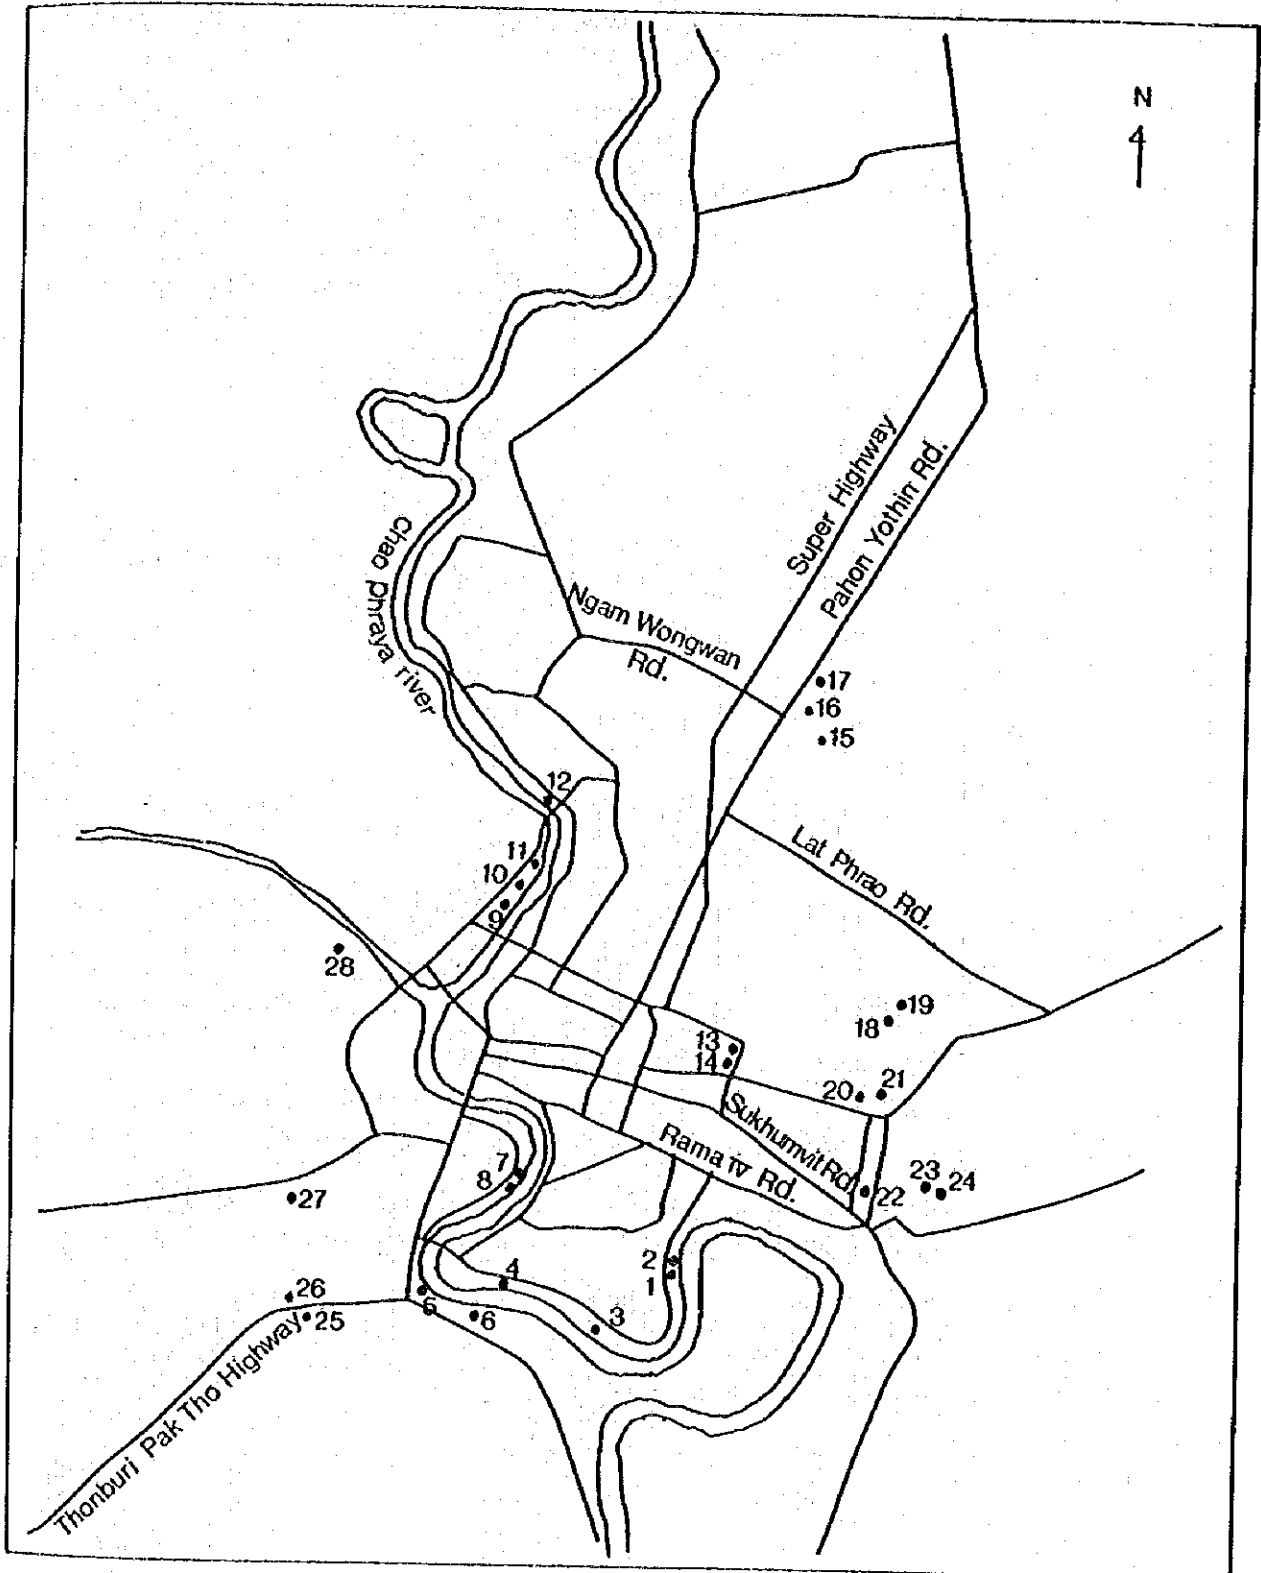 N
Super Highway
Pahon Yothin Rd.
Chao Phraya river
Ngam Wongwan
Rd.
17
16
15
12
Lat Phrao Rd.
11
10
9
28
19
18
13
14
20
21
Sukhumvit Rd.
Rama IV Rd.
7
8
23
24
22
27
2
1
4
26
5
6
3
25
Thonburi Pak Tho Highway